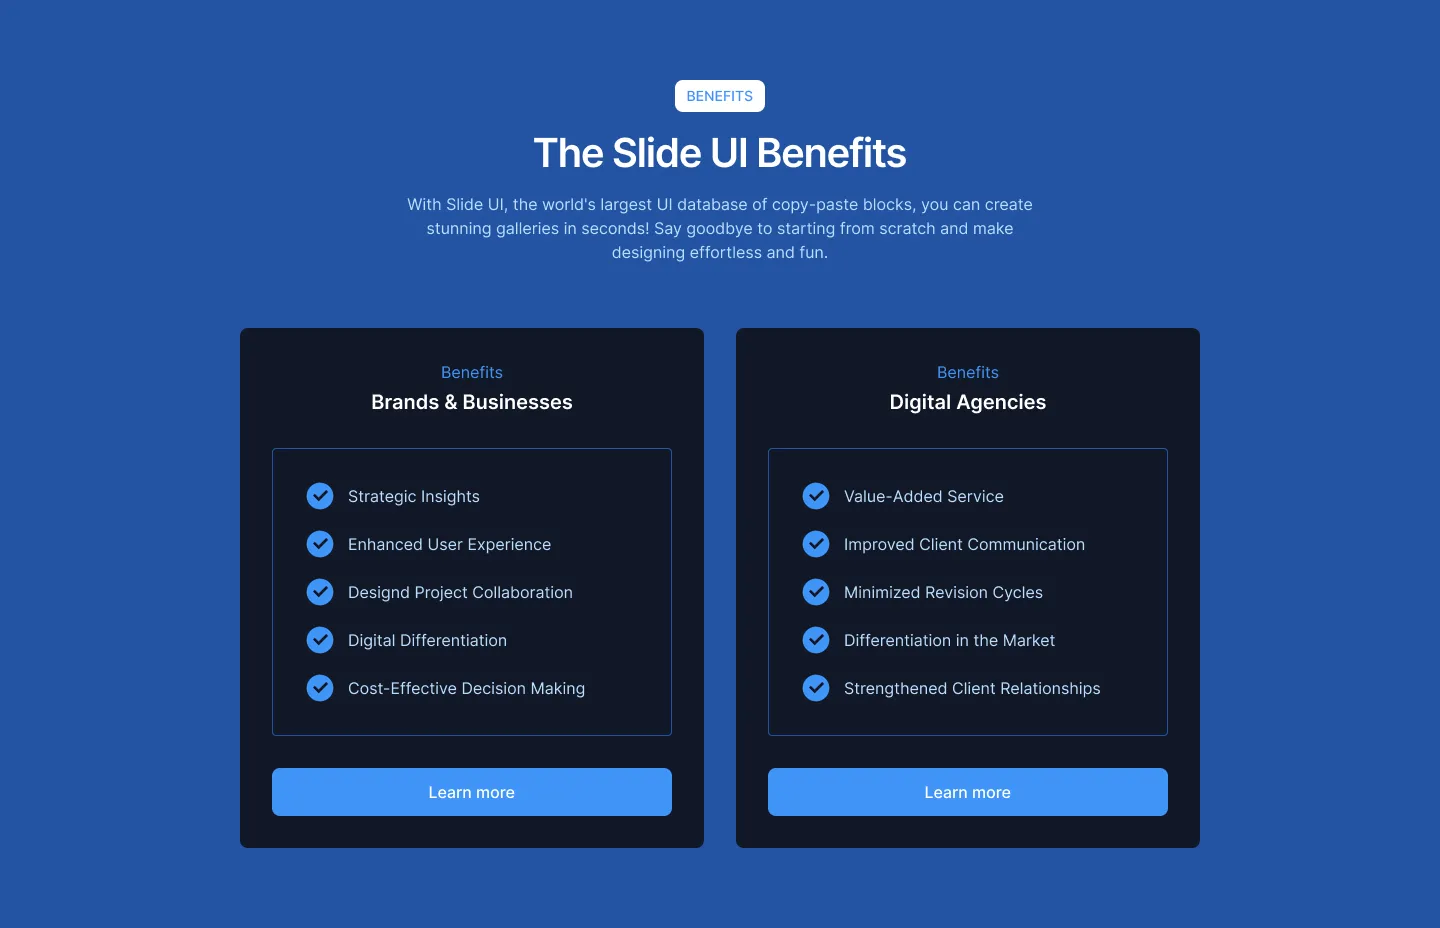 BENEFITS
The Slide UI Benefits
With Slide UI, the world's largest UI database of copy-paste blocks, you can create
stunning galleries in seconds! Say goodbye to starting from scratch and make
designing effortless and fun.
Benefits
Brands & Businesses
Strategic Insights
Enhanced User Experience
Designd Project Collaboration
Digital Differentiation
Cost-Effective Decision Making
Learn more
Benefits
Digital Agencies
Value-Added Service
Improved Client Communication
Minimized Revision Cycles
Differentiation in the Market
Strengthened Client Relationships
Learn more